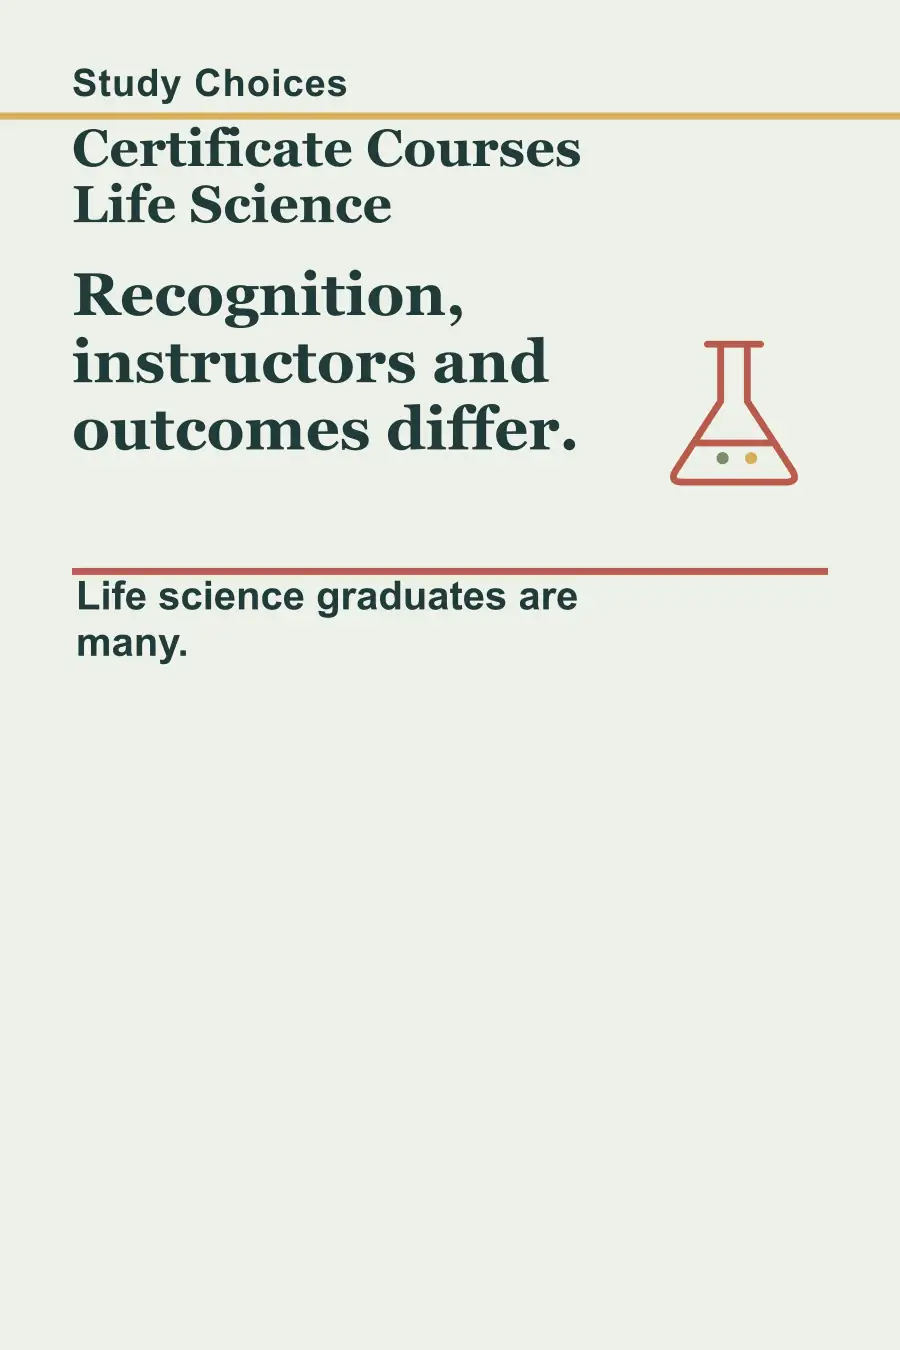 Study Choices
Certificate Courses
Life Science
Recognition,
instructors and
outcomes differ.
Life science graduates are
many.